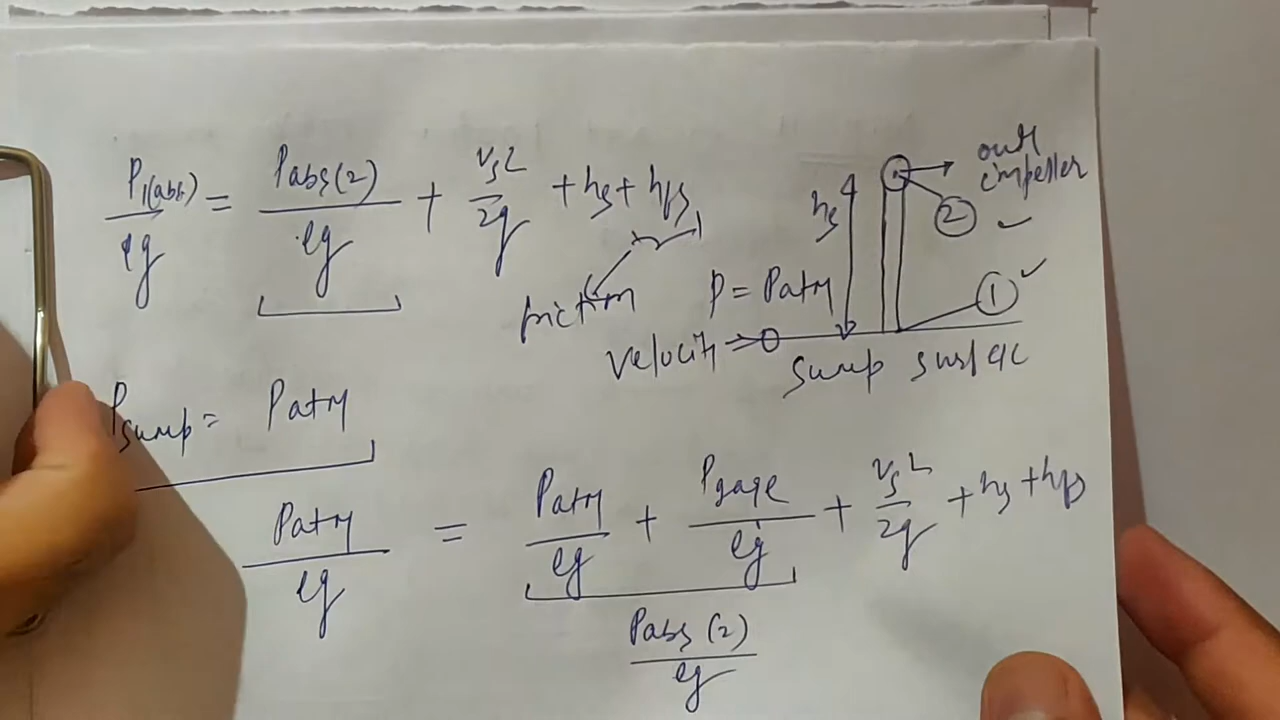 P1(abs)/ρg = Pabs(2)/ρg + Vs²/2g + hs + hfs
friction
hs
out
impeller
2
1
P = Patm
velocity → 0
sump surface
Psump = Patm
Patm/ρg = Patm/ρg + Pgage/ρg + Vs²/2g + hs + hfs
Pabs(2)/ρg